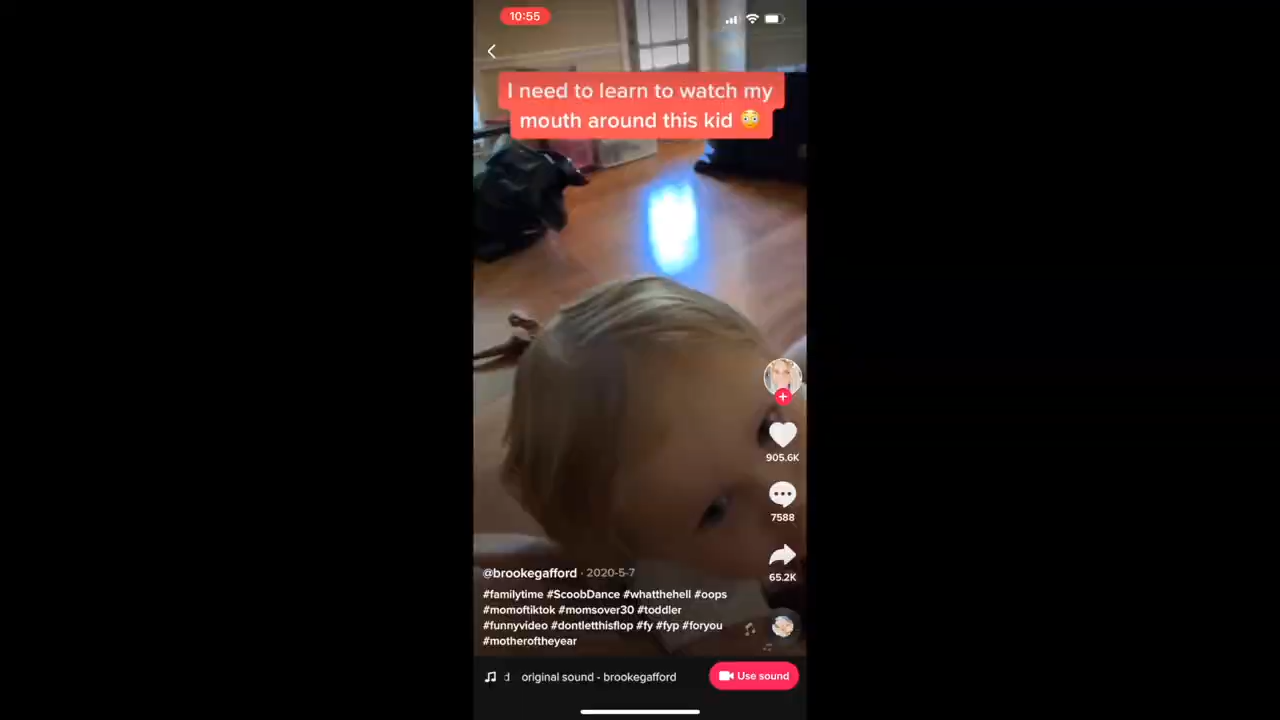 10:55
I need to learn to watch my
mouth around this kid 😳
905.6K
7588
65.2K
@brookegafford · 2020-5-7
#familytime #ScoobDance #whatthehell #oops
#momoftiktok #momsover30 #toddler
#funnyvideo #dontletthisflop #fy #fyp #foryou
#motheroftheyear
d original sound - brookegafford
Use sound